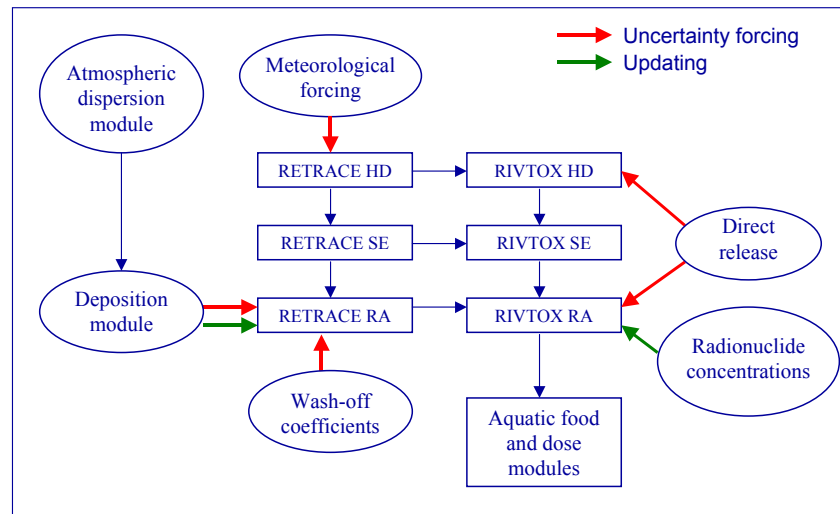 Uncertainty forcing
Updating
Atmospheric
dispersion
module
Meteorological
forcing
RETRACE HD
RIVTOX HD
RETRACE SE
RIVTOX SE
Direct
release
Deposition
module
RETRACE RA
RIVTOX RA
Radionuclide
concentrations
Wash-off
coefficients
Aquatic food
and dose
modules